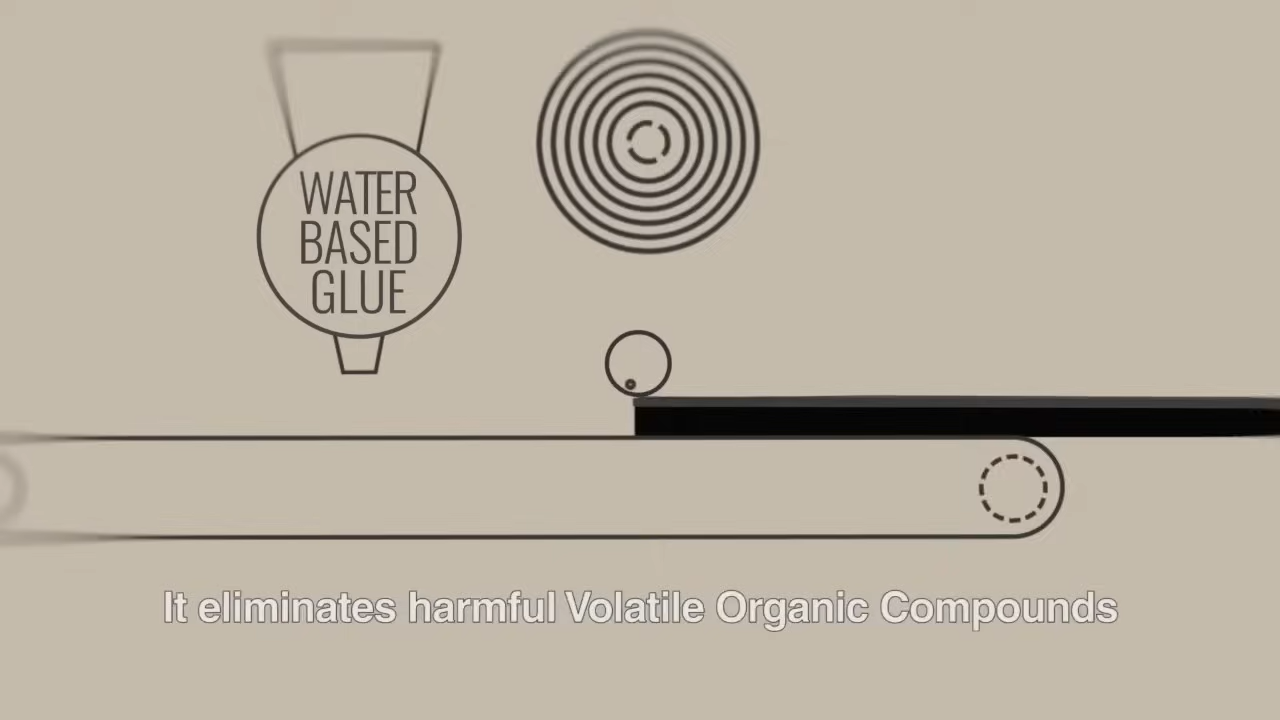 WATER
BASED
GLUE
It eliminates harmful Volatile Organic Compounds